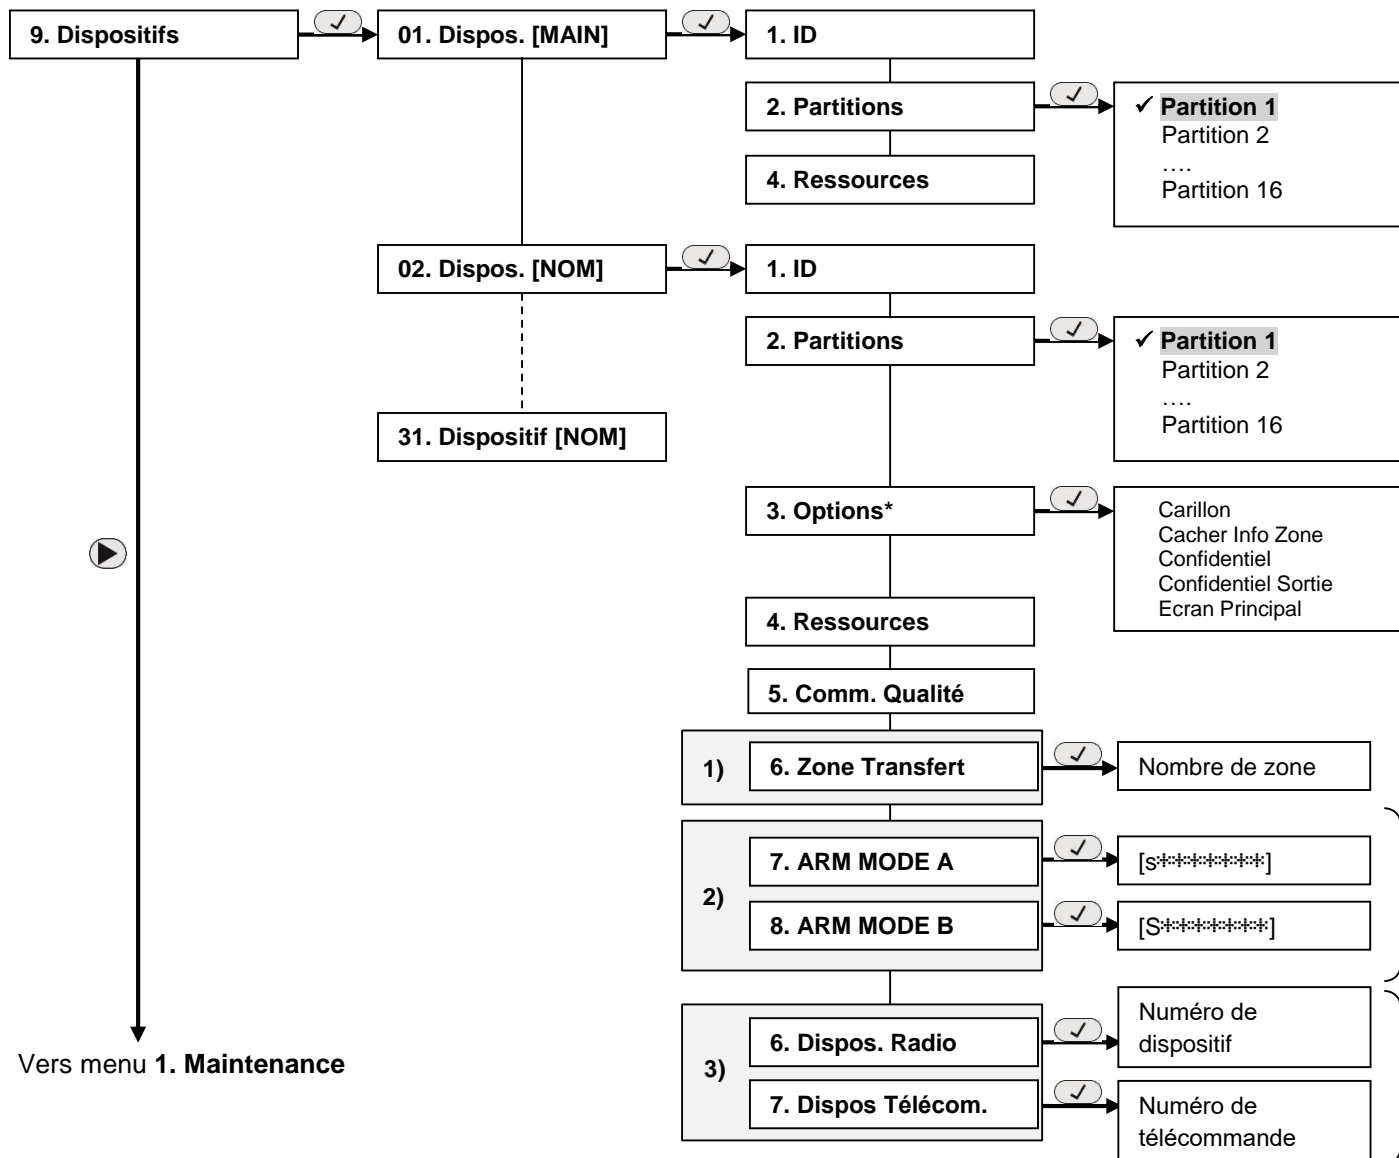 9. Dispositifs
01. Dispos. [MAIN]
1. ID
2. Partitions
✓ Partition 1
Partition 2
….
Partition 16
4. Ressources
02. Dispos. [NOM]
1. ID
2. Partitions
✓ Partition 1
Partition 2
….
Partition 16
31. Dispositif [NOM]
3. Options*
Carillon
Cacher Info Zone
Confidentiel
Confidentiel Sortie
Ecran Principal
4. Ressources
5. Comm. Qualité
1)
6. Zone Transfert
Nombre de zone
2)
7. ARM MODE A
[s⁜⁜⁜⁜⁜⁜⁜]
8. ARM MODE B
[S⁜⁜⁜⁜⁜⁜⁜]
3)
6. Dispos. Radio
Numéro de
dispositif
7. Dispos Télécom.
Numéro de
télécommande
Vers menu 1. Maintenance